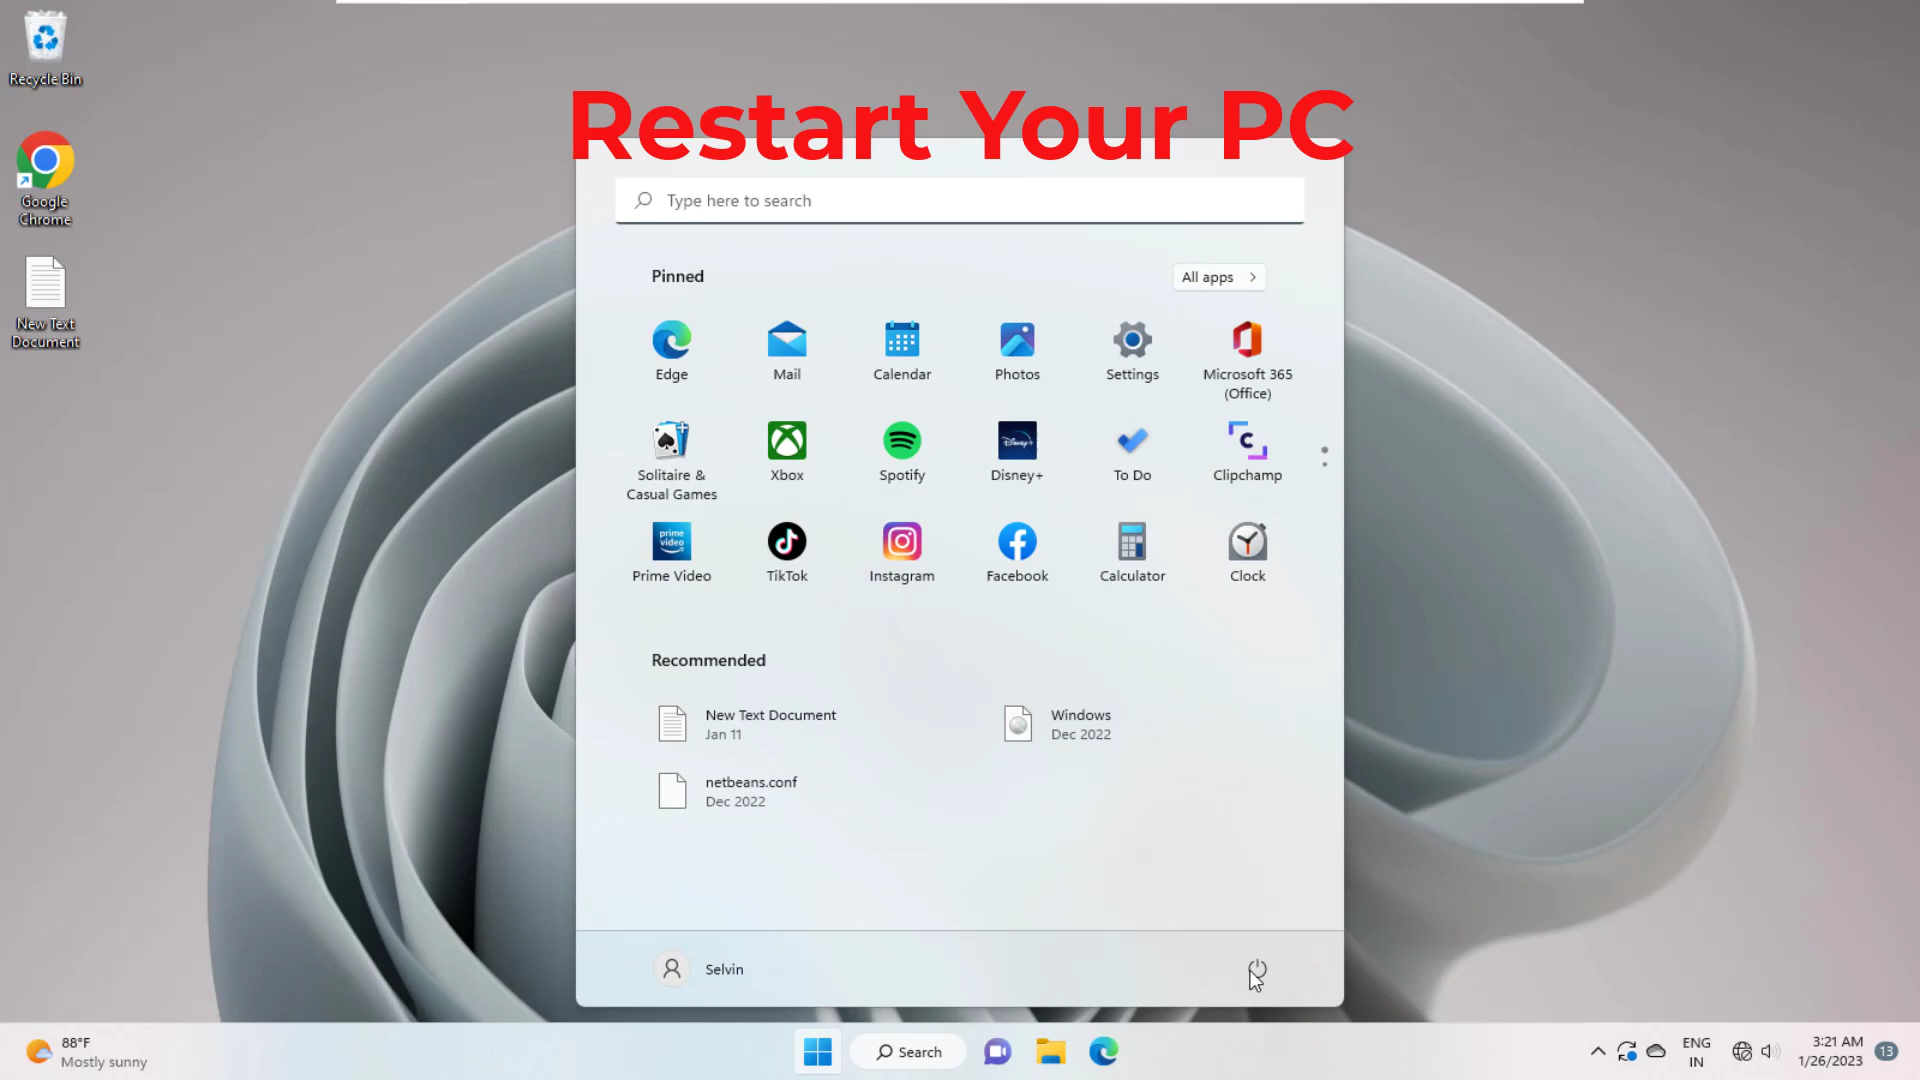 Recycle Bin
Google
Chrome
New Text
Document
Restart Your PC
Type here to search
Pinned
All apps
Edge
Mail
Calendar
Photos
Settings
Microsoft 365
(Office)
Solitaire &
Casual Games
Xbox
Spotify
Disney+
Disney+
To Do
C
Clipchamp
prime
video
Prime Video
TikTok
Instagram
Facebook
Calculator
Clock
Recommended
New Text Document
Jan 11
Windows
Dec 2022
netbeans.conf
Dec 2022
Selvin
88°F
Mostly sunny
Search
ENG
IN
3:21 AM
1/26/2023
13